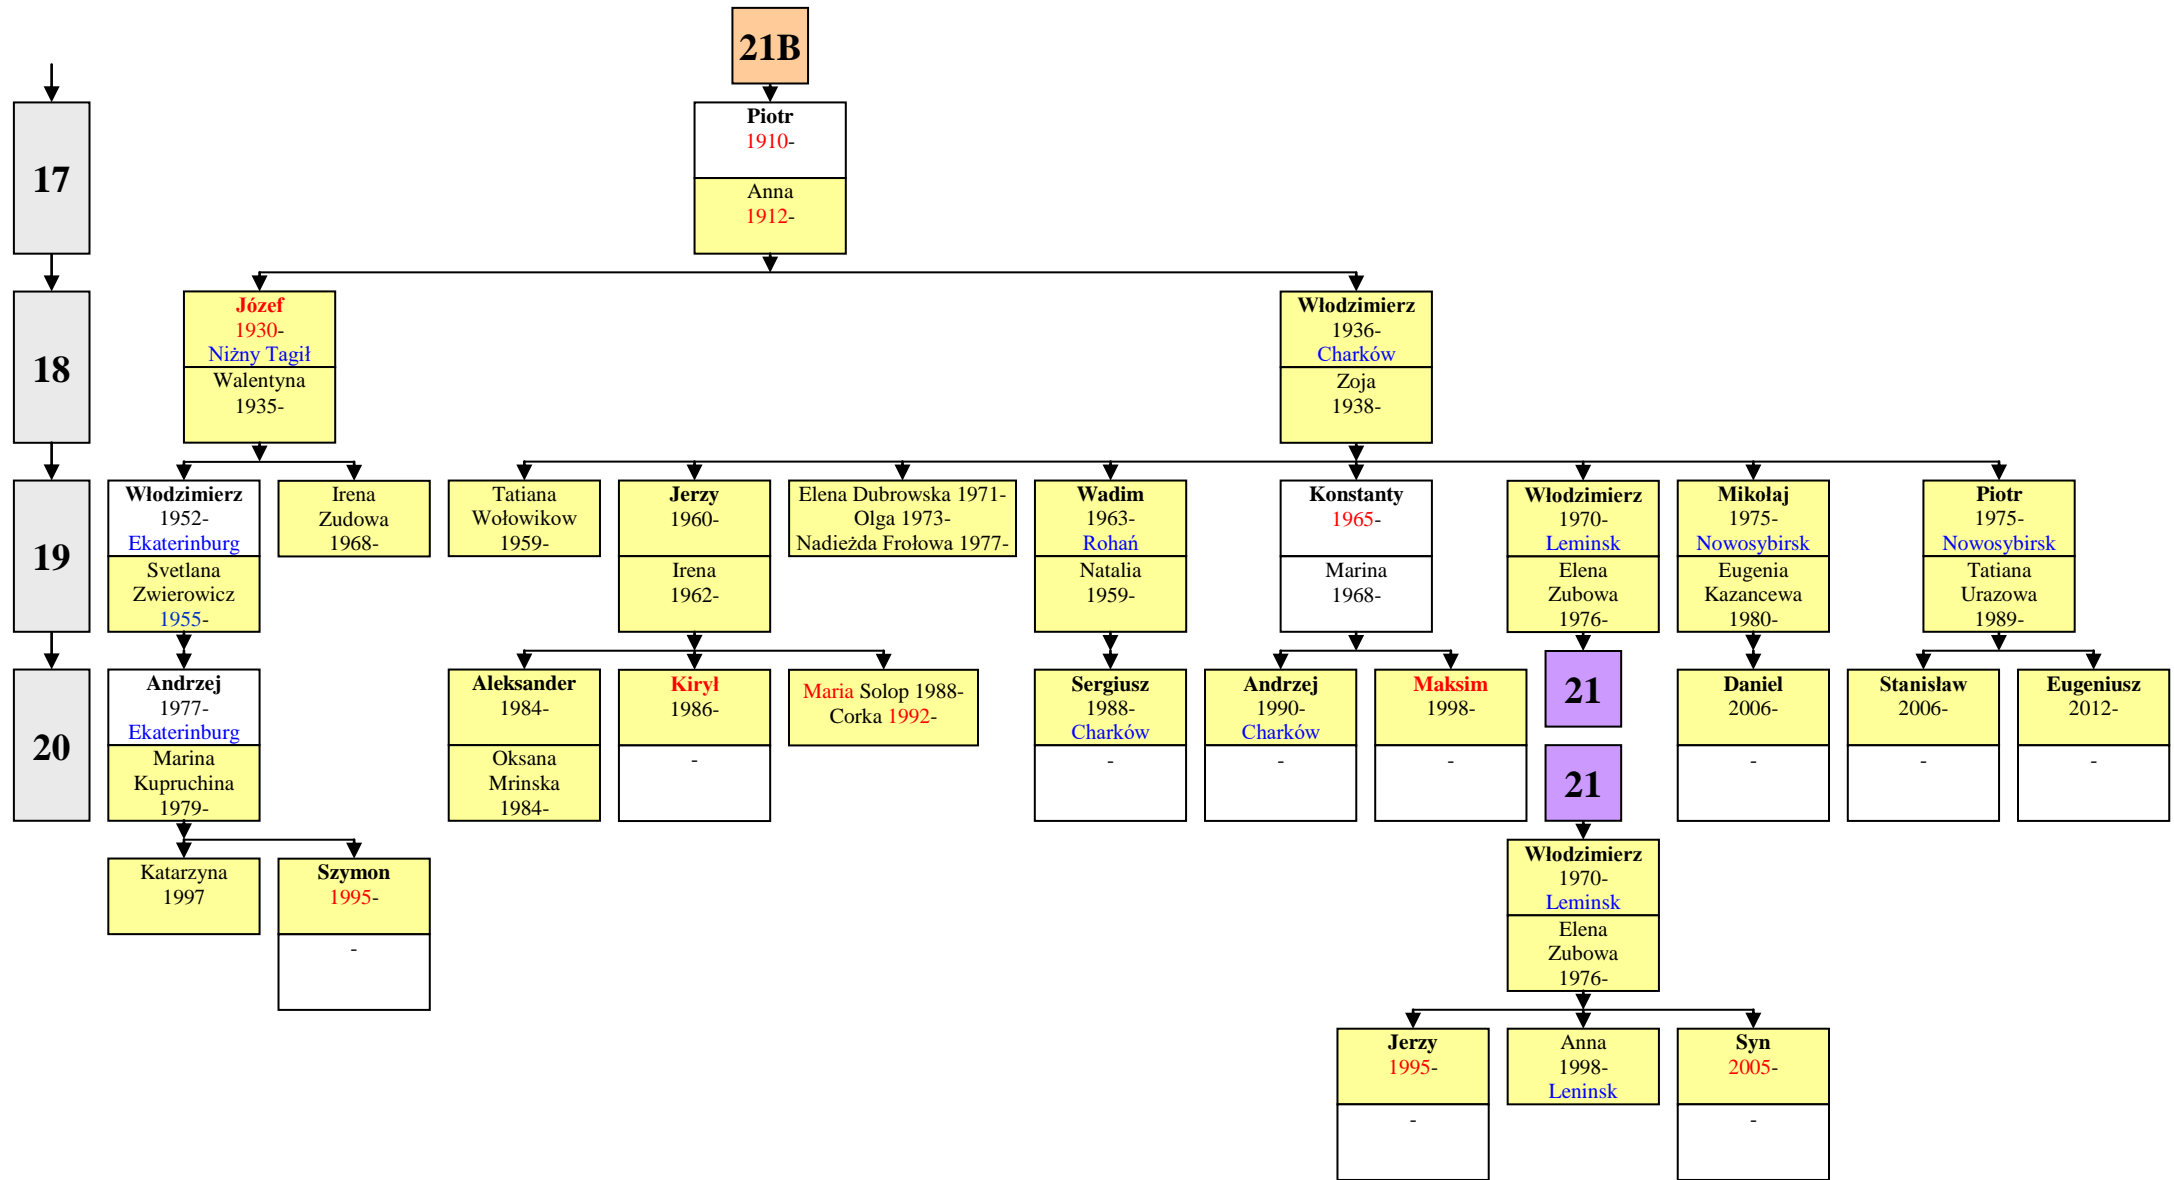 21B
17
Piotr
1910-
Anna
1912-
18
Józef
1930-
Niżny Tagił
Walentyna
1935-
Włodzimierz
1936-
Charków
Zoja
1938-
19
Włodzimierz
1952-
Ekaterinburg
Svetlana
Zwierowicz
1955-
Irena
Zudowa
1968-
Tatiana
Wołowikow
1959-
Jerzy
1960-
Irena
1962-
Elena Dubrowska 1971-
Olga 1973-
Nadieżda Frołowa 1977-
Wadim
1963-
Rohań
Natalia
1959-
Konstanty
1965-
Marina
1968-
Włodzimierz
1970-
Leminsk
Elena
Zubowa
1976-
Mikołaj
1975-
Nowosybirsk
Eugenia
Kazancewa
1980-
Piotr
1975-
Nowosybirsk
Tatiana
Urazowa
1989-
20
Andrzej
1977-
Ekaterinburg
Marina
Kupruchina
1979-
Aleksander
1984-
Oksana
Mrinska
1984-
Kirył
1986-
-
Maria Solop 1988-
Corka 1992-
Sergiusz
1988-
Charków
-
Andrzej
1990-
Charków
-
Maksim
1998-
-
21
21
Daniel
2006-
-
Stanisław
2006-
-
Eugeniusz
2012-
-
Katarzyna
1997
Szymon
1995-
-
Włodzimierz
1970-
Leminsk
Elena
Zubowa
1976-
Jerzy
1995-
-
Anna
1998-
Leninsk
Syn
2005-
-